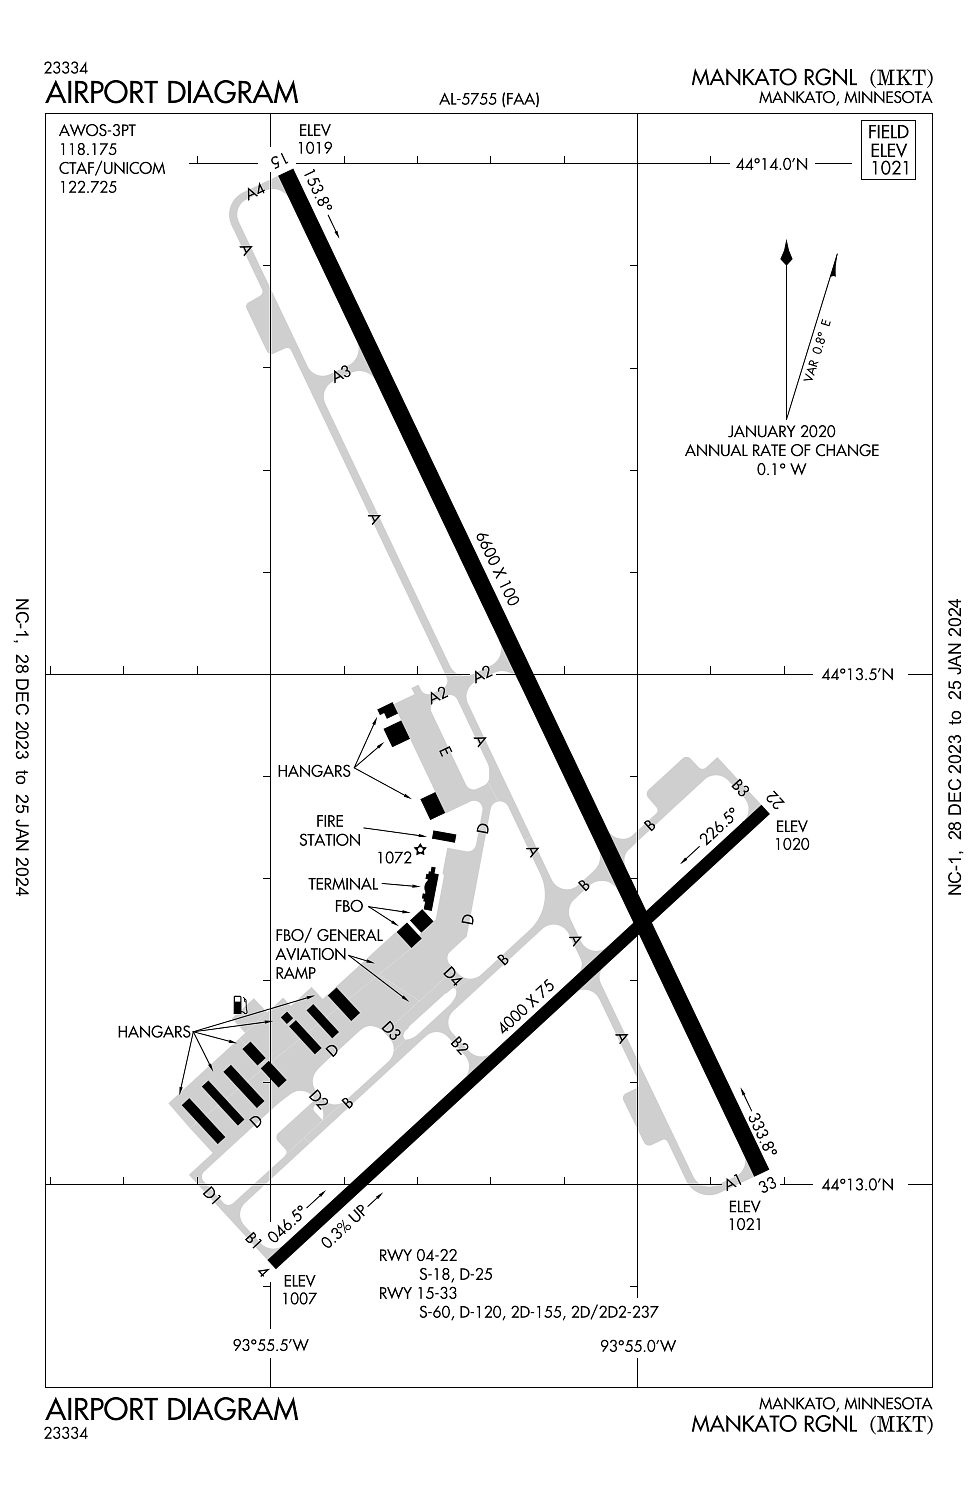 23334
AIRPORT DIAGRAM
AL-5755 (FAA)
MANKATO RGNL (MKT)
MANKATO, MINNESOTA
AWOS-3PT
118.175
CTAF/UNICOM
122.725
ELEV
1019
FIELD
ELEV
1021
44°14.0'N
15
153.8°
A4
A
VAR 0.8° E
A3
JANUARY 2020
ANNUAL RATE OF CHANGE
0.1° W
A
6600 X 100
NC-1, 28 DEC 2023 to 25 JAN 2024
NC-1, 28 DEC 2023 to 25 JAN 2024
44°13.5'N
A2
A2
HANGARS
E
A
B3
22
226.5°
ELEV
1020
B
FIRE
STATION
D
1072
A
TERMINAL
B
FBO
D
FBO/ GENERAL
AVIATION
RAMP
A
B
D4
4000 X 75
HANGARS
D3
B2
A
D
D2
B
D
333.8°
A1
33
44°13.0'N
ELEV
1021
D1
B1
046.5°
0.3% UP
4
ELEV
1007
RWY 04-22
S-18, D-25
RWY 15-33
S-60, D-120, 2D-155, 2D/2D2-237
93°55.5'W
93°55.0'W
AIRPORT DIAGRAM
23334
MANKATO, MINNESOTA
MANKATO RGNL (MKT)